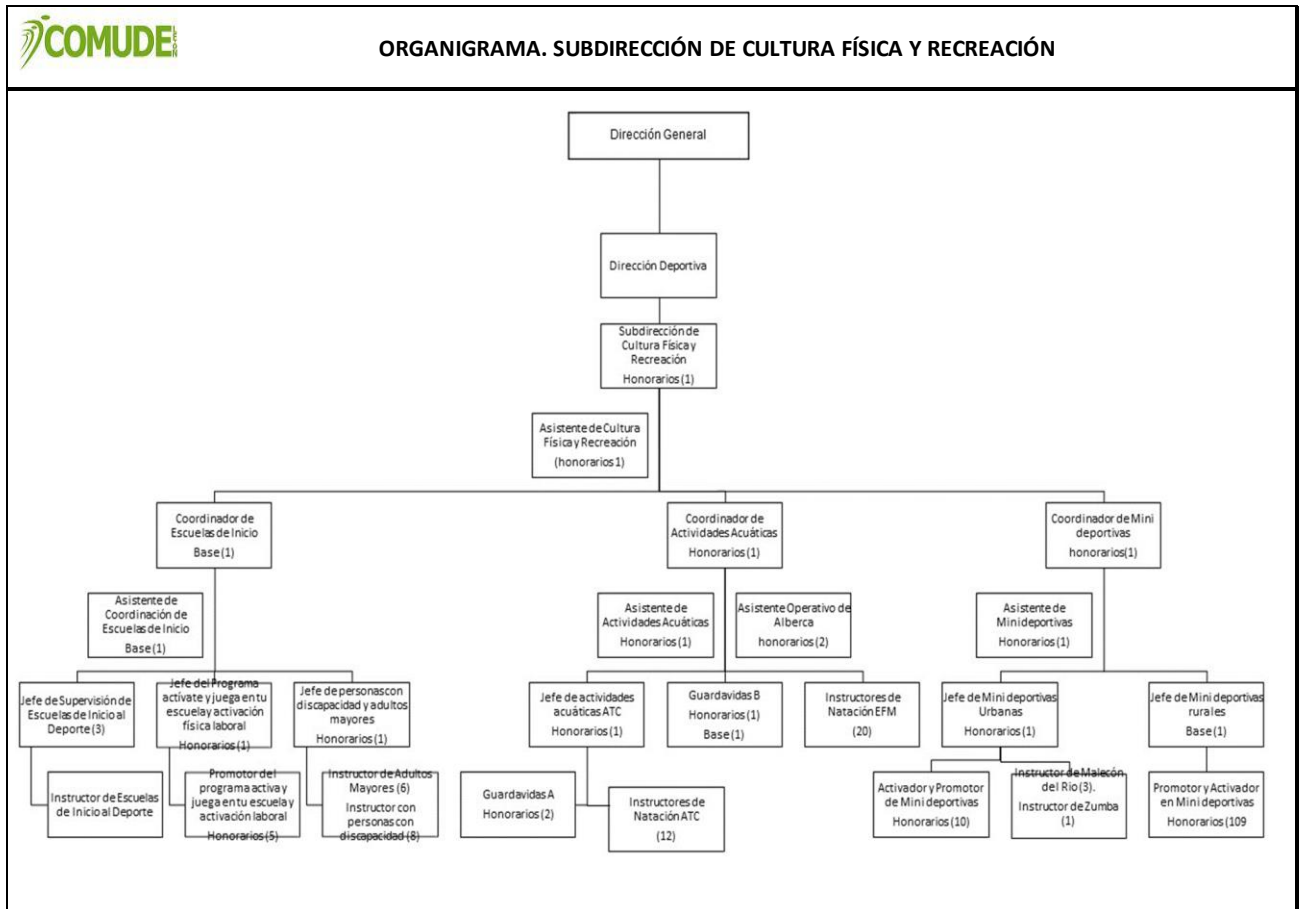 COMUDE
LEÓN
ORGANIGRAMA. SUBDIRECCIÓN DE CULTURA FÍSICA Y RECREACIÓN
Dirección General
Dirección Deportiva
Subdirección de
Cultura Física y
Recreación
Honorarios (1)
Asistente de Cultura
Física y Recreación
(honorarios 1)
Coordinador de
Escuelas de Inicio
Base (1)
Coordinador de
Actividades Acuáticas
Honorarios (1)
Coordinador de Mini
deportivas
honorarios(1)
Asistente de
Coordinación de
Escuelas de Inicio
Base (1)
Asistente de
Actividades Acuáticas
Honorarios (1)
Asistente Operativo de
Alberca
honorarios (2)
Asistente de
Mini deportivas
Honorarios (1)
Jefe de Supervisión de
Escuelas de Inicio al
Deporte (3)
Jefe del Programa
actívate y juega en tu
escuela y activación
física laboral
Honorarios (1)
Jefe de personas con
discapacidad y adultos
mayores
Honorarios (1)
Jefe de actividades
acuáticas ATC
Honorarios (1)
Guardavidas B
Honorarios (1)
Base (1)
Instructores de
Natación EFM
(20)
Jefe de Mini deportivas
Urbanas
Honorarios (1)
Jefe de Mini deportivas
rurales
Base (1)
Instructor de Escuelas
de Inicio al Deporte
Promotor del
programa activa y
juega en tu escuela y
activación laboral
Honorarios (5)
Instructor de Adultos
Mayores (6)
Instructor con
personas con
discapacidad (8)
Guardavidas A
Honorarios (2)
Instructores de
Natación ATC
(12)
Activador y Promotor
de Mini deportivas
Honorarios (10)
Instructor de Malecón
del Rio (3).
Instructor de Zumba
(1)
Promotor y Activador
en Mini deportivas
Honorarios (109